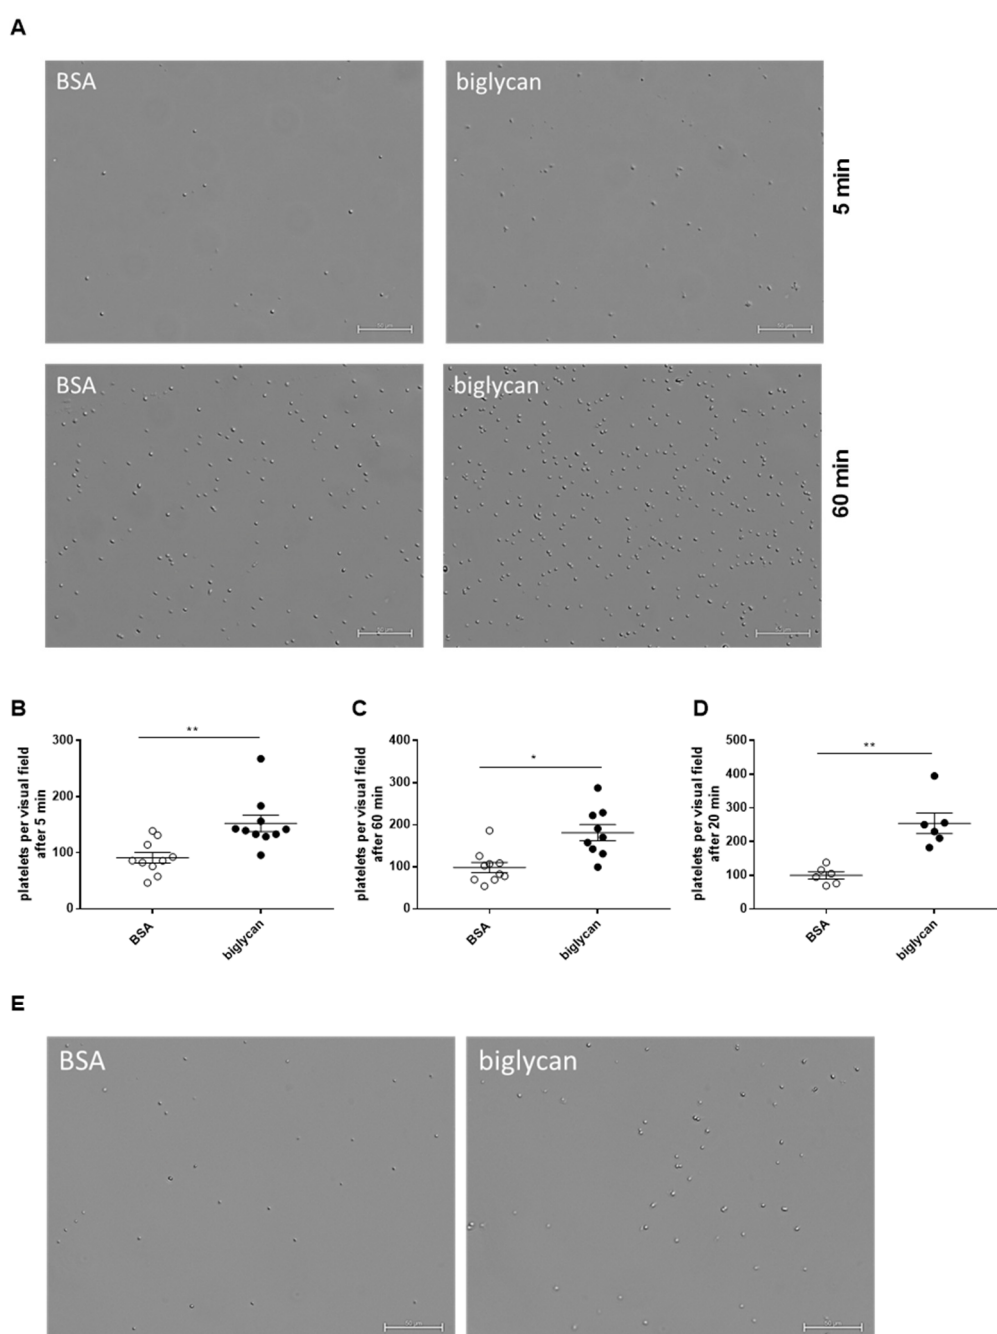 A
BSA
biglycan
5 min
BSA
biglycan
60 min
B
C
D
platelets per visual field
after 5 min
300
200
100
0
**
BSA
biglycan
platelets per visual field
after 60 min
400
300
200
100
0
*
BSA
biglycan
platelets per visual field
after 20 min
500
400
300
200
100
0
**
BSA
biglycan
E
BSA
biglycan